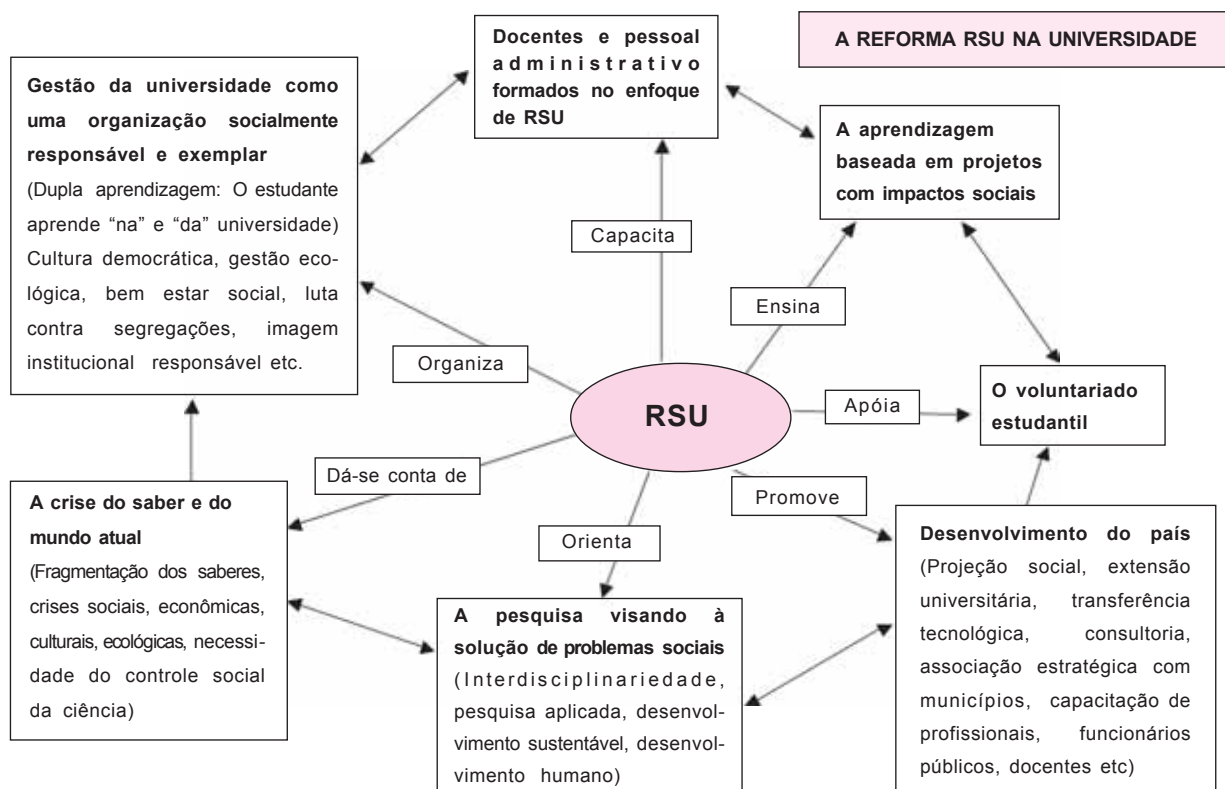 A REFORMA RSU NA UNIVERSIDADE
Docentes e pessoal
administrativo
formados no enfoque
de RSU
Gestão da universidade como
uma organização socialmente
responsável e exemplar
(Dupla aprendizagem: O estudante
aprende “na” e “da” universidade)
Cultura democrática, gestão eco-
lógica, bem estar social, luta
contra segregações, imagem
institucional responsável etc.
A aprendizagem
baseada em projetos
com impactos sociais
Capacita
Ensina
Organiza
RSU
Apóia
O voluntariado
estudantil
Dá-se conta de
Promove
Orienta
A crise do saber e do
mundo atual
(Fragmentação dos saberes,
crises sociais, econômicas,
culturais, ecológicas, necessi-
dade do controle social
da ciência)
A pesquisa visando à
solução de problemas sociais
(Interdisciplinariedade,
pesquisa aplicada, desenvol-
vimento sustentável, desenvol-
vimento humano)
Desenvolvimento do país
(Projeção social, extensão
universitária, transferência
tecnológica, consultoria,
associação estratégica com
municípios, capacitação de
profissionais, funcionários
públicos, docentes etc)